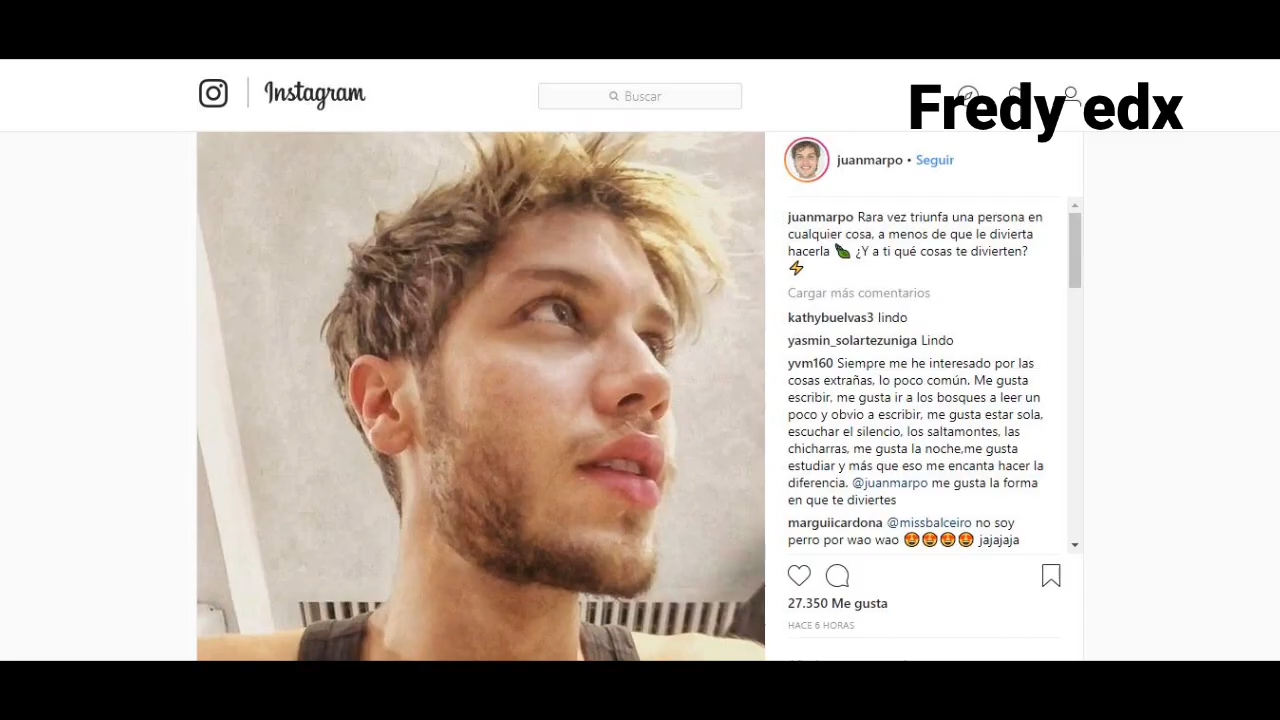 Instagram
Buscar
Fredy edx
juanmarpo • Seguir
juanmarpo Rara vez triunfa una persona en
cualquier cosa, a menos de que le divierta
hacerla 🍃 ¿Y a ti qué cosas te divierten?
⚡
Cargar más comentarios
kathybuelvas3 lindo
yasmin_solartezuniga Lindo
yvm160 Siempre me he interesado por las
cosas extrañas, lo poco común. Me gusta
escribir, me gusta ir a los bosques a leer un
poco y obvio a escribir, me gusta estar sola,
escuchar el silencio, los saltamontes, las
chicharras, me gusta la noche,me gusta
estudiar y más que eso me encanta hacer la
diferencia. @juanmarpo me gusta la forma
en que te diviertes
marguiicardona @missbalceiro no soy
perro por wao wao 😍😍😍😍 jajajaja
27.350 Me gusta
HACE 6 HORAS